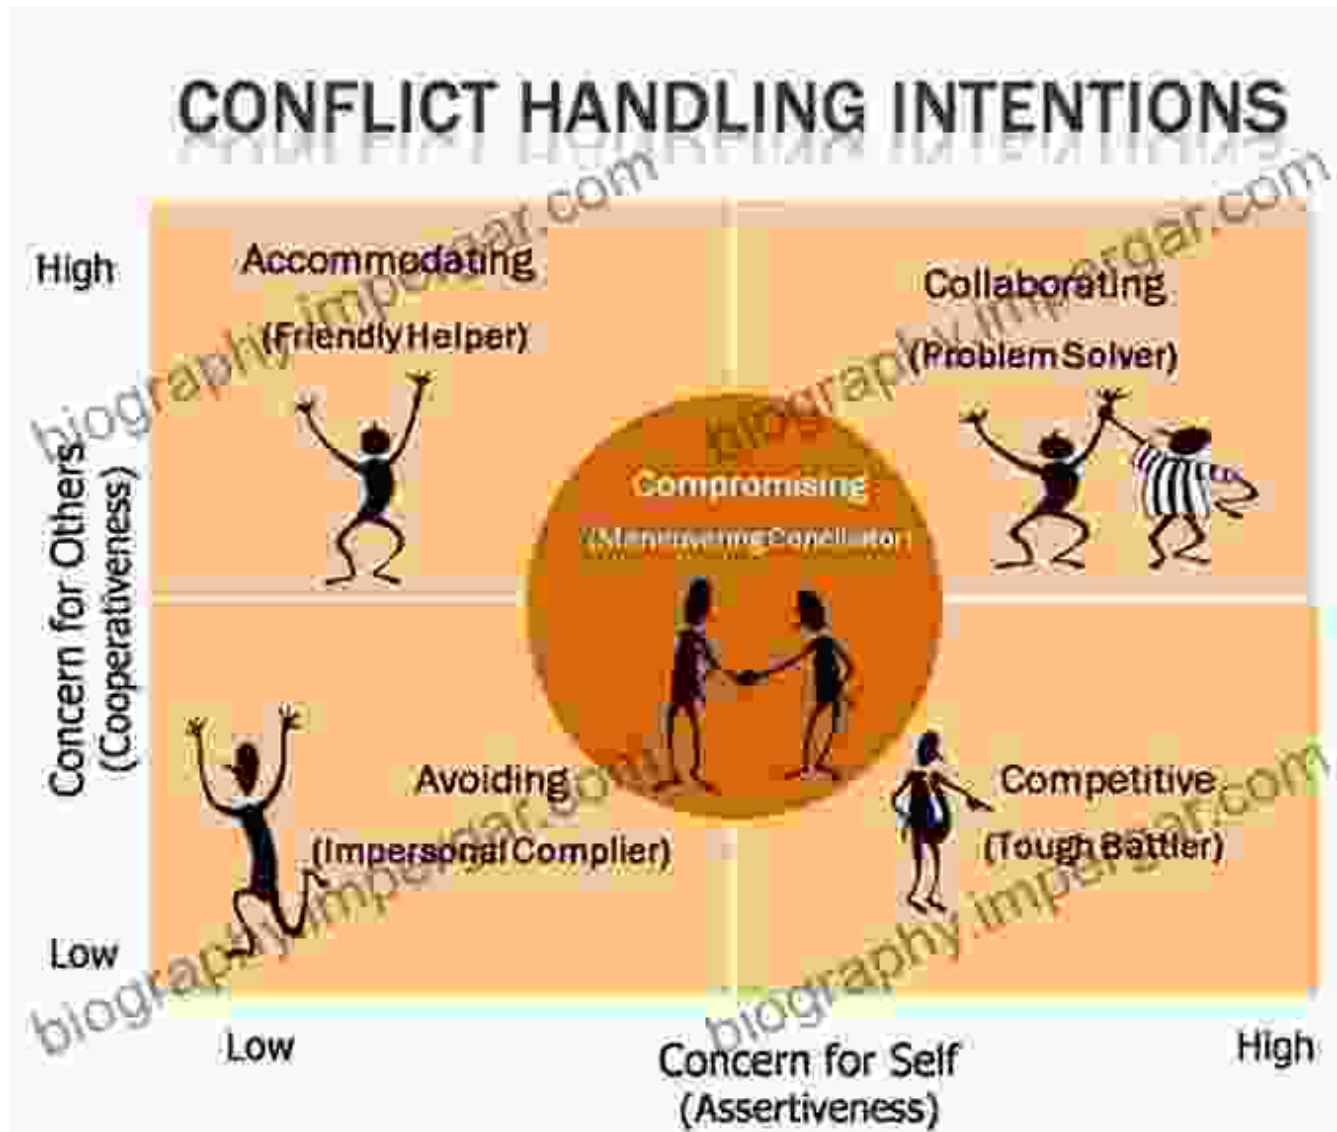 CONFLICT HANDLING INTENTIONS
High
Accommodating
(Friendly Helper)
Collaborating
(Problem Solver)
Compromising
Concern for Others
(Cooperativeness)
Avoiding
(Impersonal Complier)
Competitive
(Tough Battler)
Low
Low
Concern for Self
(Assertiveness)
High
biography.impergar.com
biography.impergar.com
biography.impergar.com
biography.impergar.com